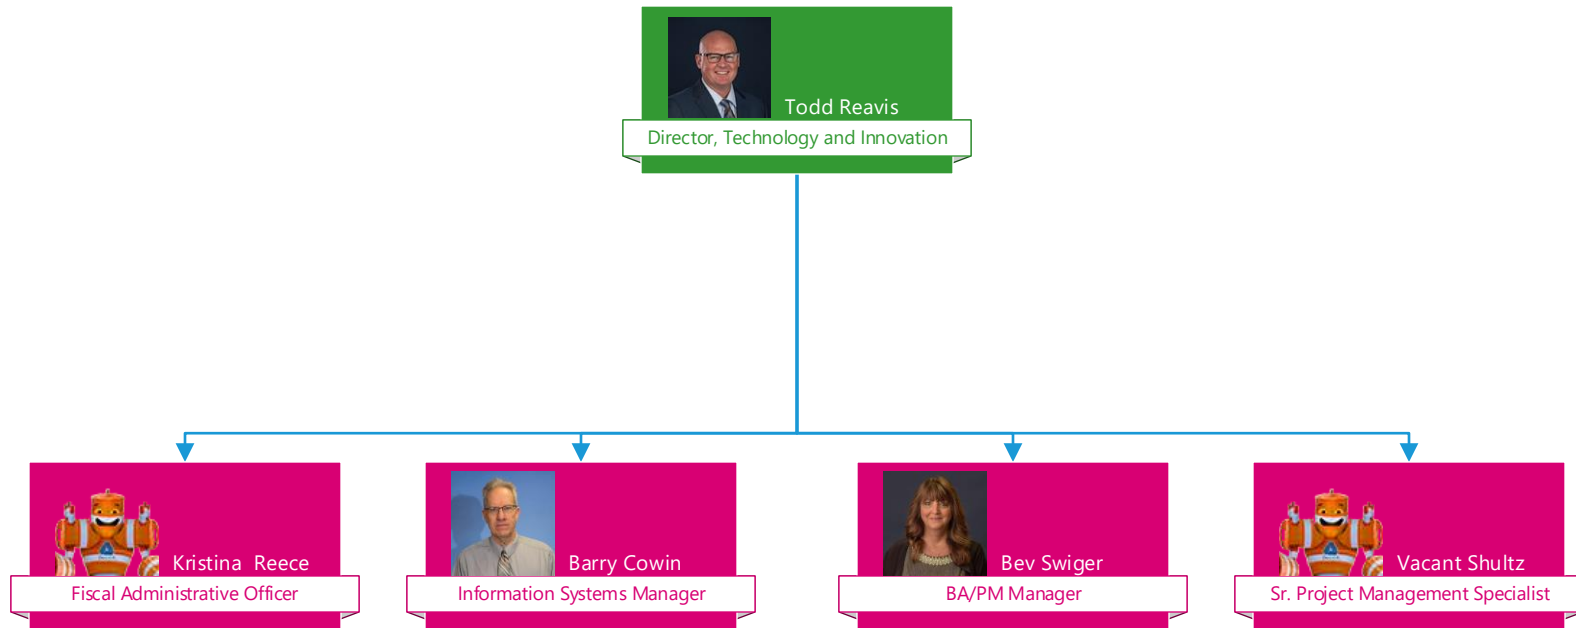 Todd Reavis
Director, Technology and Innovation
Kristina Reece
Fiscal Administrative Officer
Barry Cowin
Information Systems Manager
Bev Swiger
BA/PM Manager
Vacant Shultz
Sr. Project Management Specialist